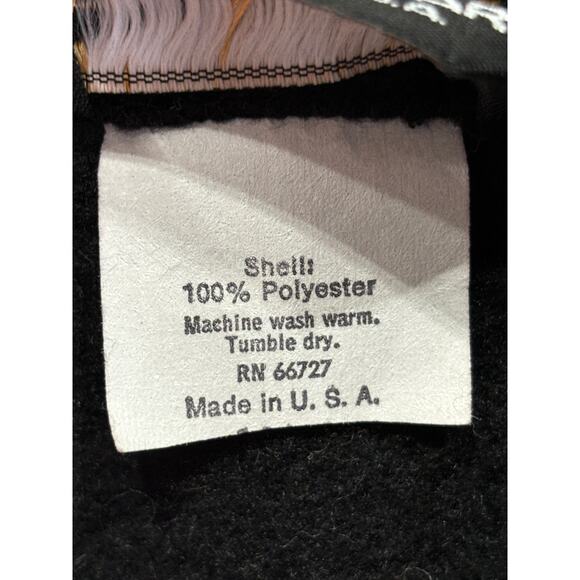 Shell:
100% Polyester
Machine wash warm.
Tumble dry.
RN 66727
Made in U. S. A.